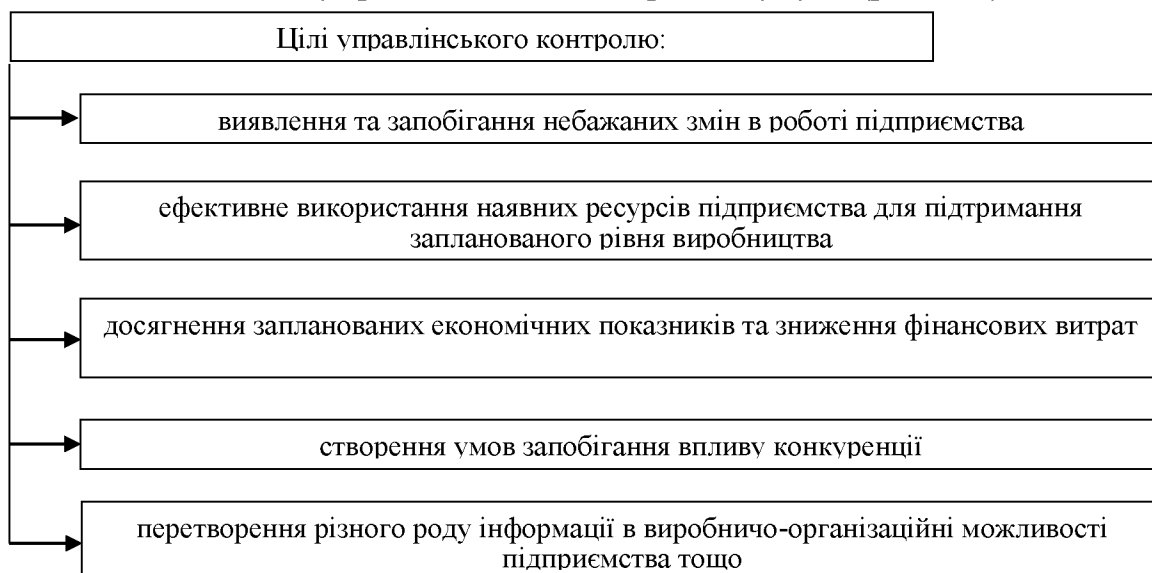 Цілі управлінського контролю:
виявлення та запобігання небажаних змін в роботі підприємства
ефективне використання наявних ресурсів підприємства для підтримання
запланованого рівня виробництва
досягнення запланованих економічних показників та зниження фінансових витрат
створення умов запобігання впливу конкуренції
перетворення різного роду інформації в виробничо-організаційні можливості
підприємства тощо